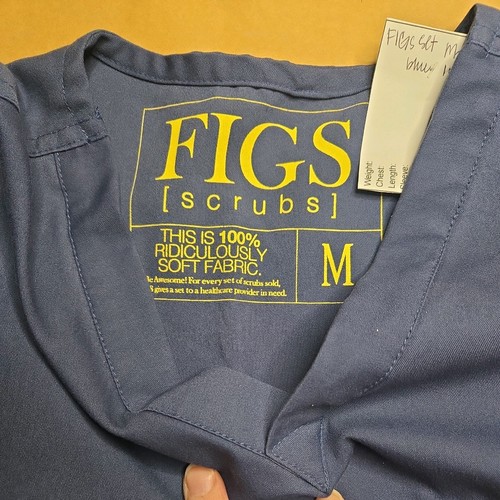 FIGS
[scrubs]
THIS IS 100%
RIDICULOUSLY
SOFT FABRIC.
M
Awesome! For every set of scrubs sold,
gives a set to a healthcare provider in need.
FIGS set M
blue
Weight:
Chest:
Length:
Sleeve: